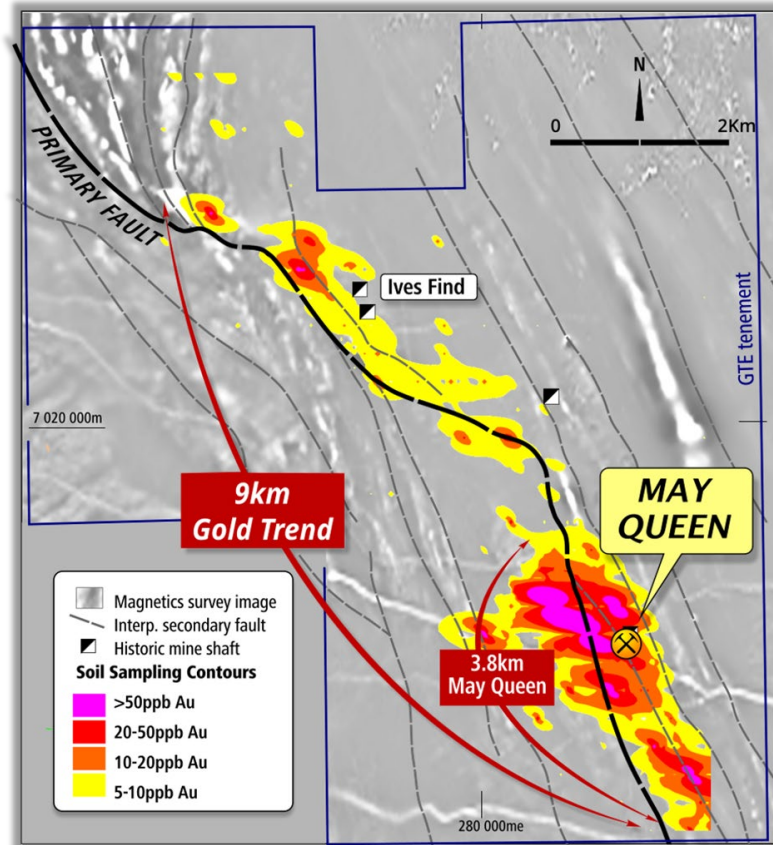 N
0 2Km
PRIMARY FAULT
Ives Find
GTE tenement
7 020 000m
9km
Gold Trend
MAY
QUEEN
3.8km
May Queen
Magnetics survey image
Interp. secondary fault
Historic mine shaft
Soil Sampling Contours
>50ppb Au
20-50ppb Au
10-20ppb Au
5-10ppb Au
280 000me